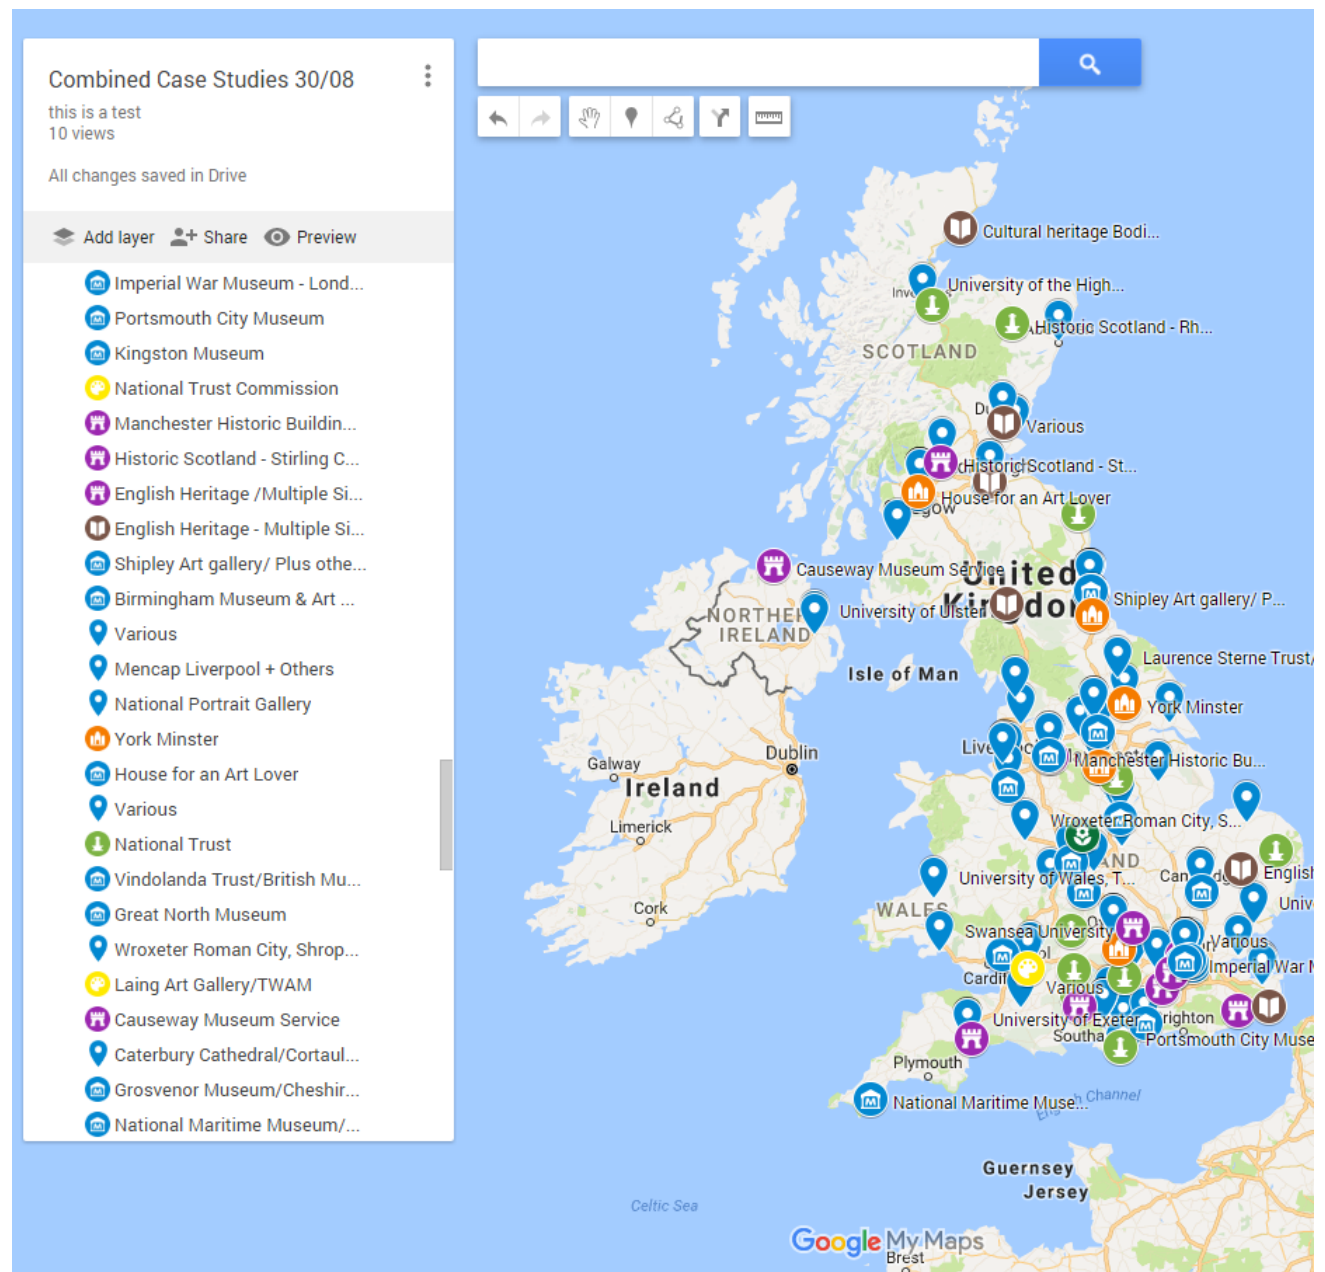 Combined Case Studies 30/08
this is a test
10 views
All changes saved in Drive
Add layer
Share
Preview
Imperial War Museum - Lond...
Portsmouth City Museum
Kingston Museum
National Trust Commission
Manchester Historic Buildin...
Historic Scotland - Stirling C...
English Heritage /Multiple Si...
English Heritage - Multiple Si...
Shipley Art gallery/ Plus othe...
Birmingham Museum & Art ...
Various
Mencap Liverpool + Others
National Portrait Gallery
York Minster
House for an Art Lover
Various
National Trust
Vindolanda Trust/British Mu...
Great North Museum
Wroxeter Roman City, Shrop...
Laing Art Gallery/TWAM
Causeway Museum Service
Caterbury Cathedral/Cortaul...
Grosvenor Museum/Cheshir...
National Maritime Museum/...
Cultural heritage Bodi...
University of the High...
Historic Scotland - Rh...
SCOTLAND
Various
Historic Scotland - St...
House for an Art Lover
Causeway Museum Service
United
University of Ulster
NORTHE
IRELAND
Shipley Art gallery/ P...
Isle of Man
Laurence Sterne Trust/
York Minster
Dublin
Galway
Ireland
Manchester Historic Bu...
Limerick
Wroxeter Roman City, S...
English
University of Wales, T...
Cork
WALES
Univ
Swansea University
Various
Imperial War M
Cardif
Various
University of Exeter
righton
Southa
Portsmouth City Muse
Plymouth
National Maritime Muse...
English Channel
Guernsey
Jersey
Celtic Sea
Google My Maps
Brest